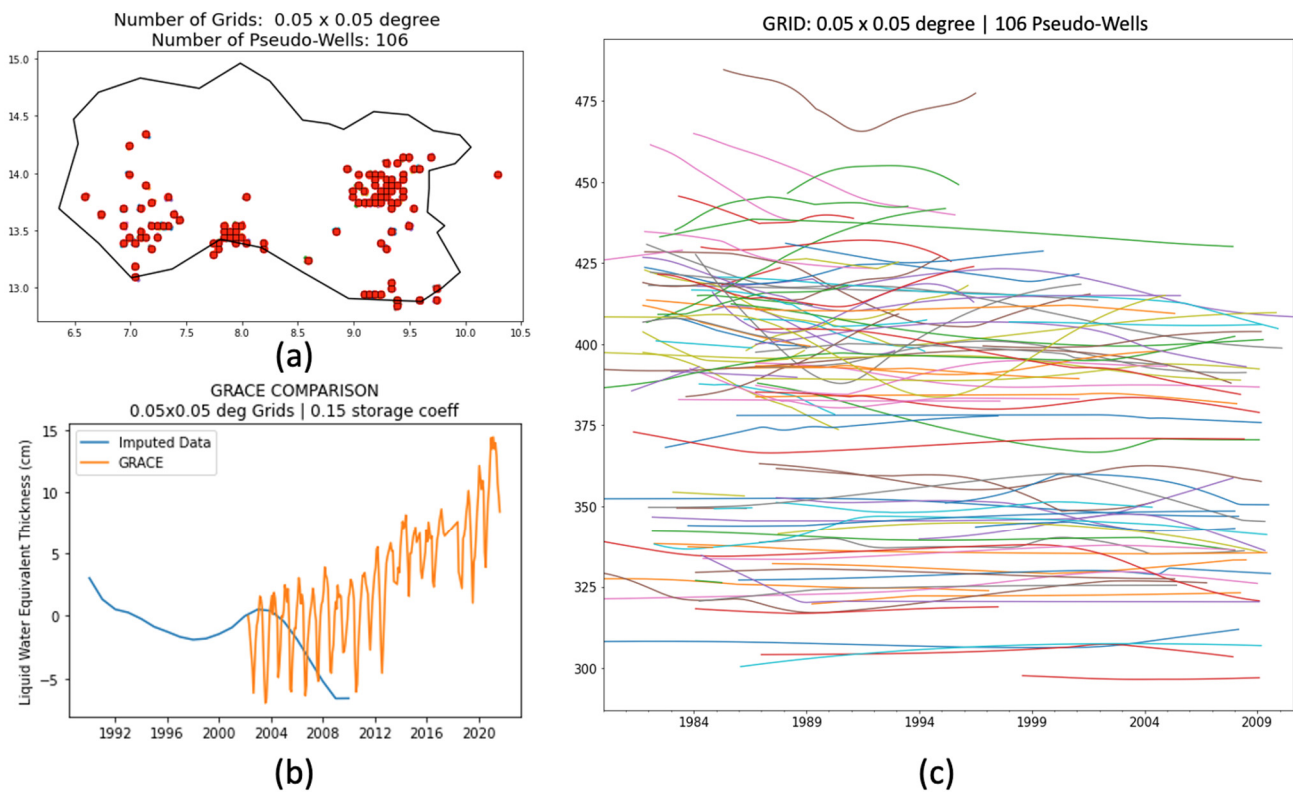 Number of Grids: 0.05 x 0.05 degree
Number of Pseudo-Wells: 106
15.0
14.5
14.0
13.5
13.0
6.5 7.0 7.5 8.0 8.5 9.0 9.5 10.0 10.5
(a)
GRACE COMPARISON
0.05x0.05 deg Grids | 0.15 storage coeff
Liquid Water Equivalent Thickness (cm)
15
10
5
0
−5
Imputed Data
GRACE
1992 1996 2000 2004 2008 2012 2016 2020
(b)
GRID: 0.05 x 0.05 degree | 106 Pseudo-Wells
475
450
425
400
375
350
325
300
1984 1989 1994 1999 2004 2009
(c)